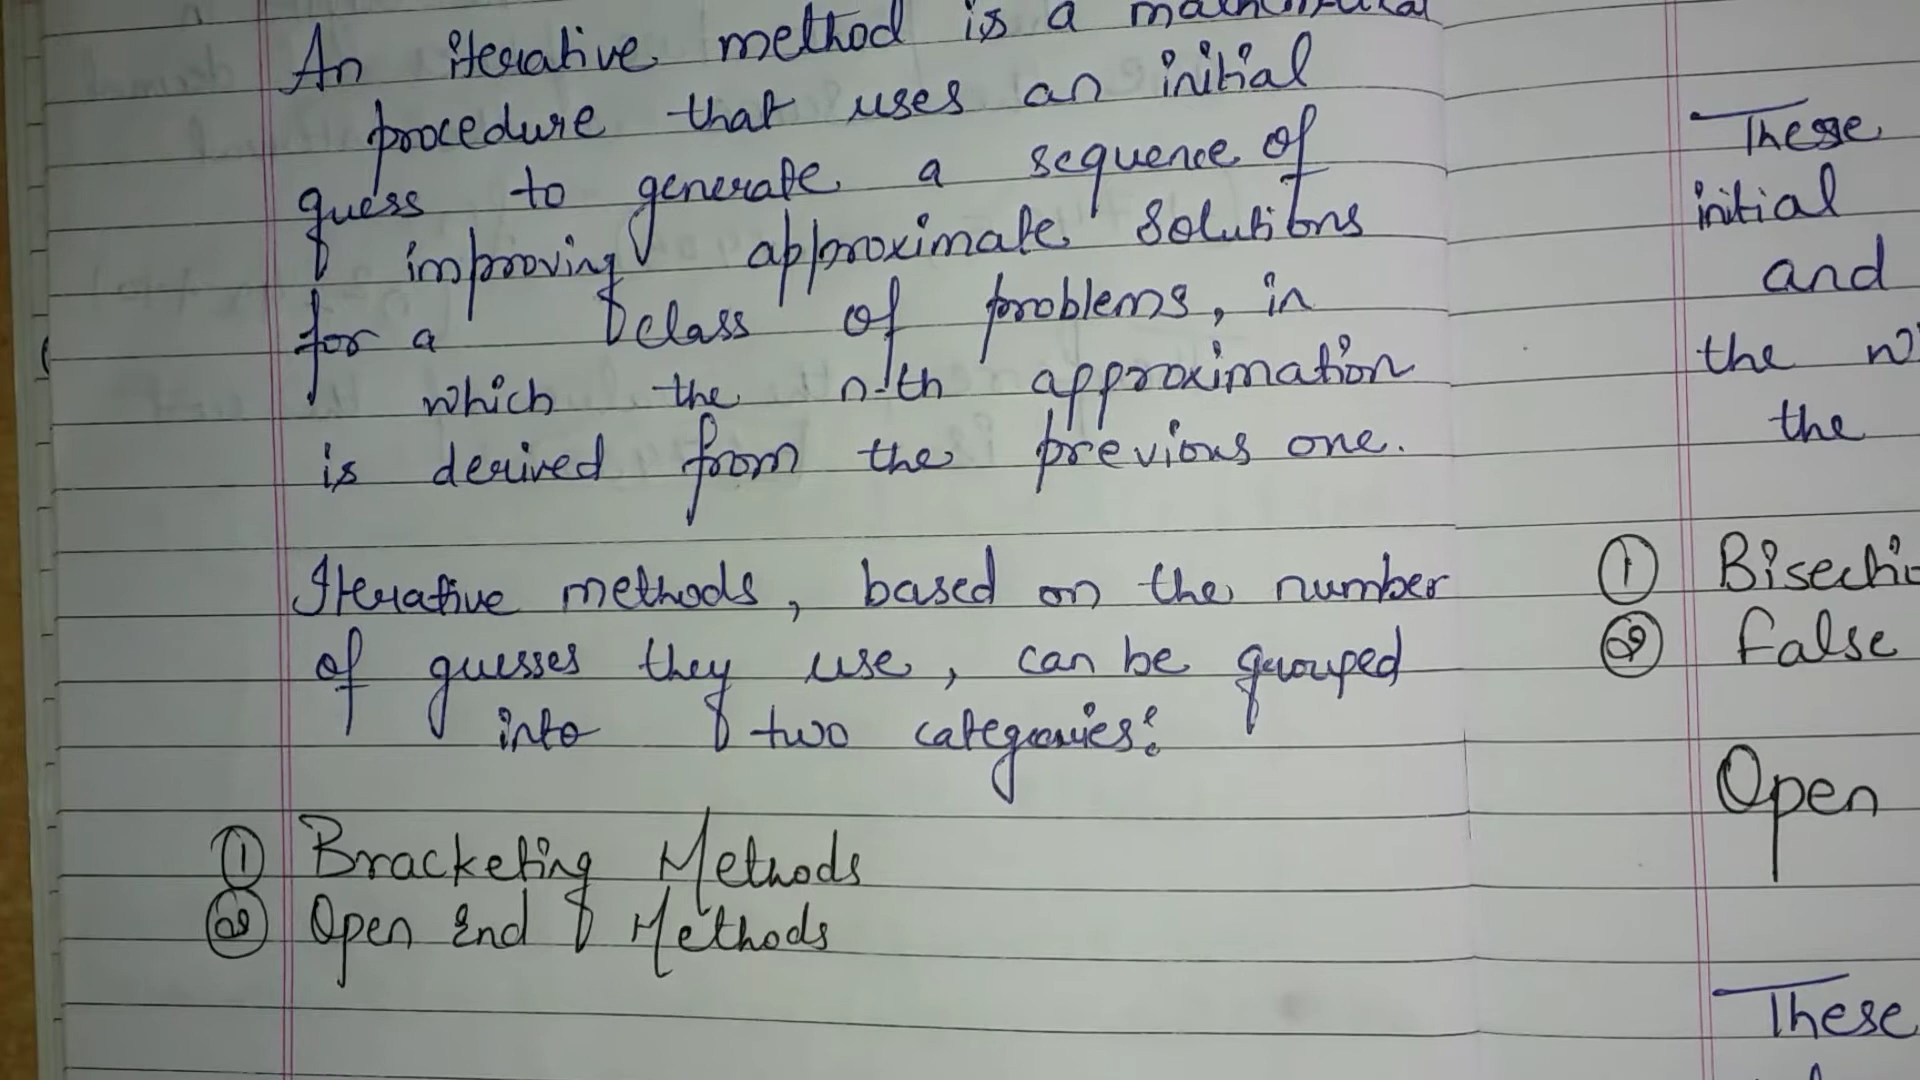 An iterative method is a mathematical
procedure that uses an initial
guess to generate a sequence of
improving approximate solutions
for a class of problems, in
which the n-th approximation
is derived from the previous one.
Iterative methods, based on the number
of guesses they use, can be grouped
into two categories:
① Bracketing Methods
② Open End Methods
These
initial
and
the
the
① Bisectio
② False
Open
These